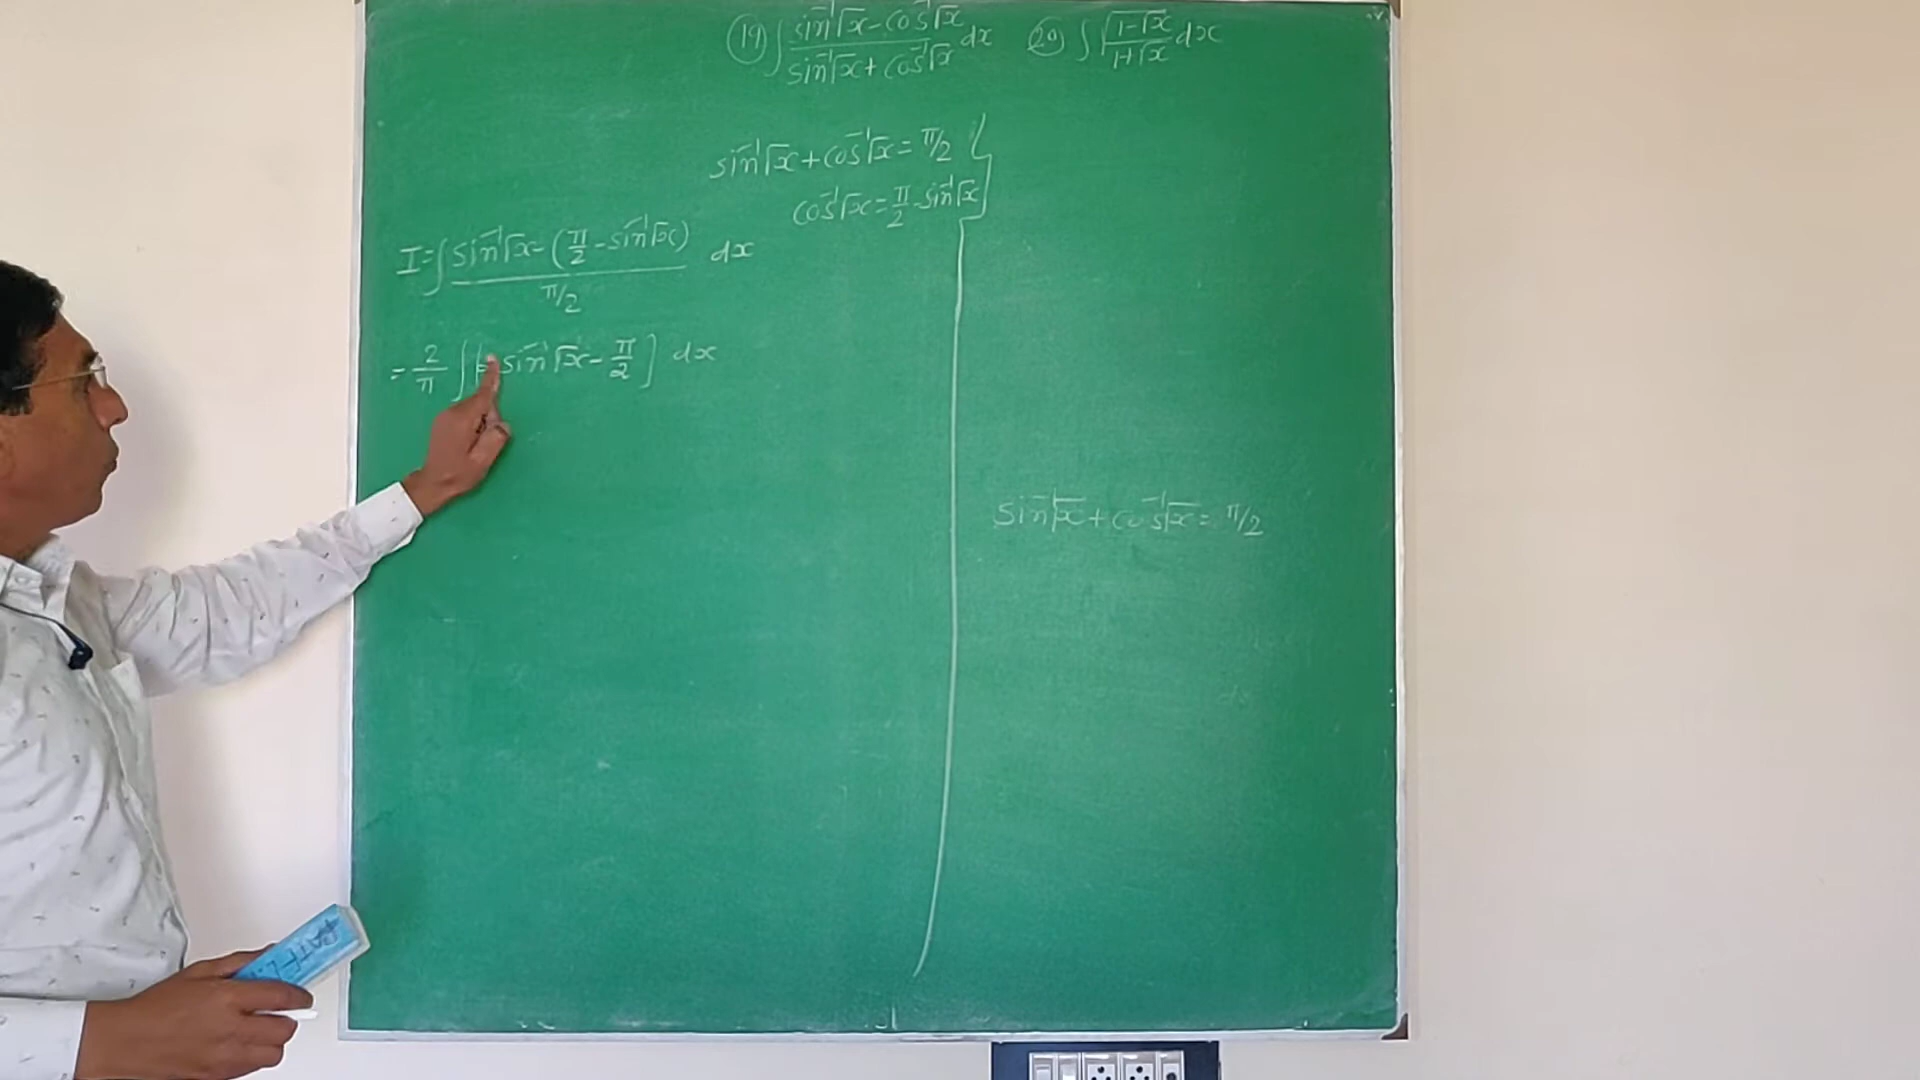 (19) ∫ (sin⁻¹√x − cos⁻¹√x)/(sin⁻¹√x + cos⁻¹√x) dx (20) ∫ √((1−√x)/(1+√x)) dx
sin⁻¹√x + cos⁻¹√x = π/2
cos⁻¹√x = π/2 − sin⁻¹√x
I = ∫ (sin⁻¹√x − (π/2 − sin⁻¹√x))/(π/2) dx
= 2/π ∫ [2 sin⁻¹√x − π/2] dx
sin⁻¹√x + cos⁻¹√x = π/2